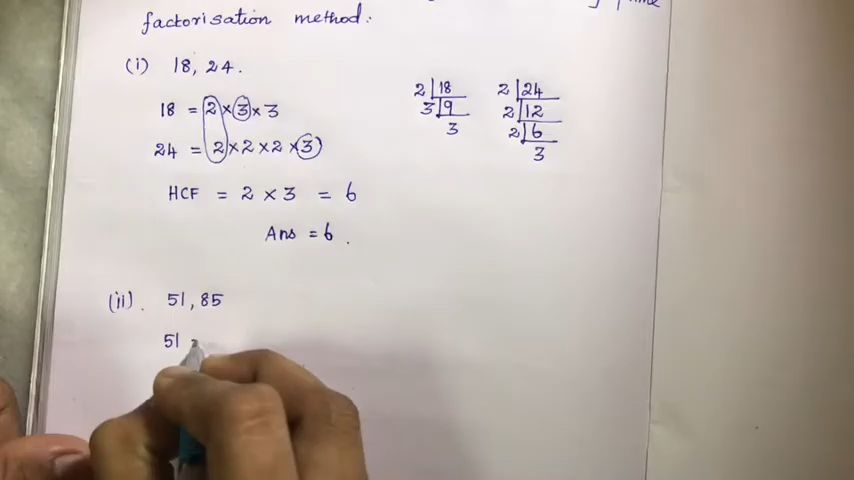 factorisation method.
(i) 18, 24.
18 = 2 × 3 × 3
24 = 2 × 2 × 2 × 3
HCF = 2 × 3 = 6
Ans = 6.
2 | 18
3 | 9
3
2 | 24
2 | 12
2 | 6
3
(ii). 51, 85
51